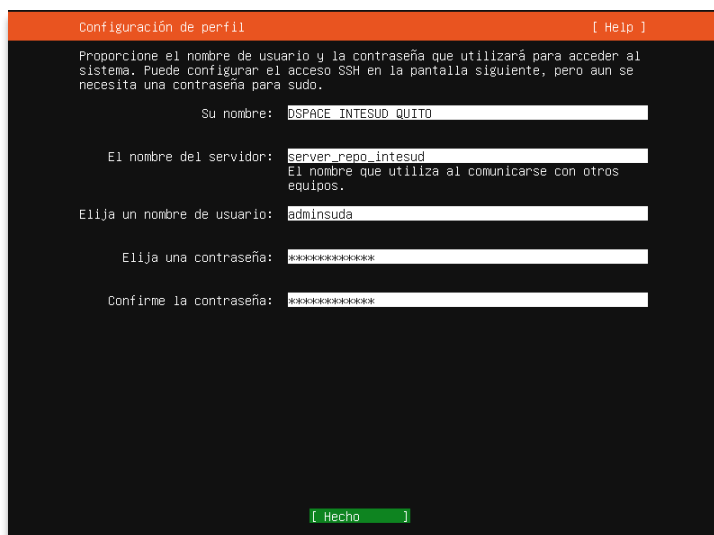 Configuración de perfil [ Help ]
Proporcione el nombre de usuario y la contraseña que utilizará para acceder al
sistema. Puede configurar el acceso SSH en la pantalla siguiente, pero aun se
necesita una contraseña para sudo.
Su nombre: DSPACE INTESUD QUITO
El nombre del servidor: server_repo_intesud
El nombre que utiliza al comunicarse con otros
equipos.
Elija un nombre de usuario: adminsuda
Elija una contraseña: ************
Confirme la contraseña: ************
[ Hecho ]